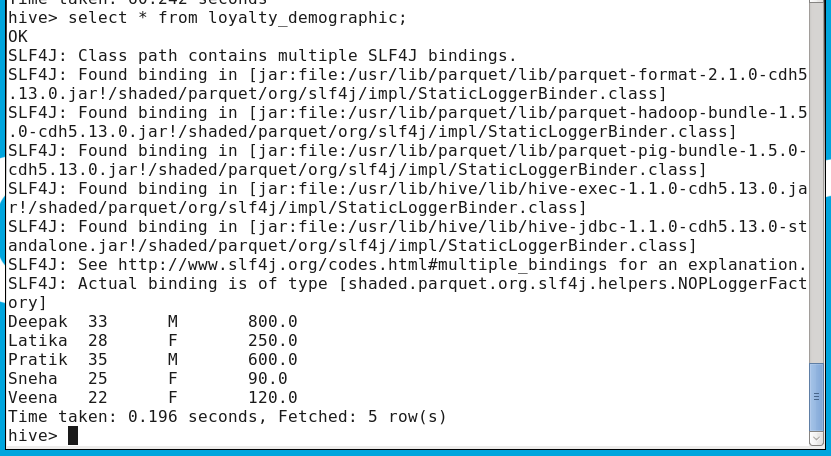 Time taken: 60.242 seconds
hive> select * from loyalty_demographic;
OK
SLF4J: Class path contains multiple SLF4J bindings.
SLF4J: Found binding in [jar:file:/usr/lib/parquet/lib/parquet-format-2.1.0-cdh5
.13.0.jar!/shaded/parquet/org/slf4j/impl/StaticLoggerBinder.class]
SLF4J: Found binding in [jar:file:/usr/lib/parquet/lib/parquet-hadoop-bundle-1.5
.0-cdh5.13.0.jar!/shaded/parquet/org/slf4j/impl/StaticLoggerBinder.class]
SLF4J: Found binding in [jar:file:/usr/lib/parquet/lib/parquet-pig-bundle-1.5.0-
cdh5.13.0.jar!/shaded/parquet/org/slf4j/impl/StaticLoggerBinder.class]
SLF4J: Found binding in [jar:file:/usr/lib/hive/lib/hive-exec-1.1.0-cdh5.13.0.ja
r!/shaded/parquet/org/slf4j/impl/StaticLoggerBinder.class]
SLF4J: Found binding in [jar:file:/usr/lib/hive/lib/hive-jdbc-1.1.0-cdh5.13.0-st
andalone.jar!/shaded/parquet/org/slf4j/impl/StaticLoggerBinder.class]
SLF4J: See http://www.slf4j.org/codes.html#multiple_bindings for an explanation.
SLF4J: Actual binding is of type [shaded.parquet.org.slf4j.helpers.NOPLoggerFact
ory]
Deepak  33      M       800.0
Latika  28      F       250.0
Pratik  35      M       600.0
Sneha   25      F       90.0
Veena   22      F       120.0
Time taken: 0.196 seconds, Fetched: 5 row(s)
hive>